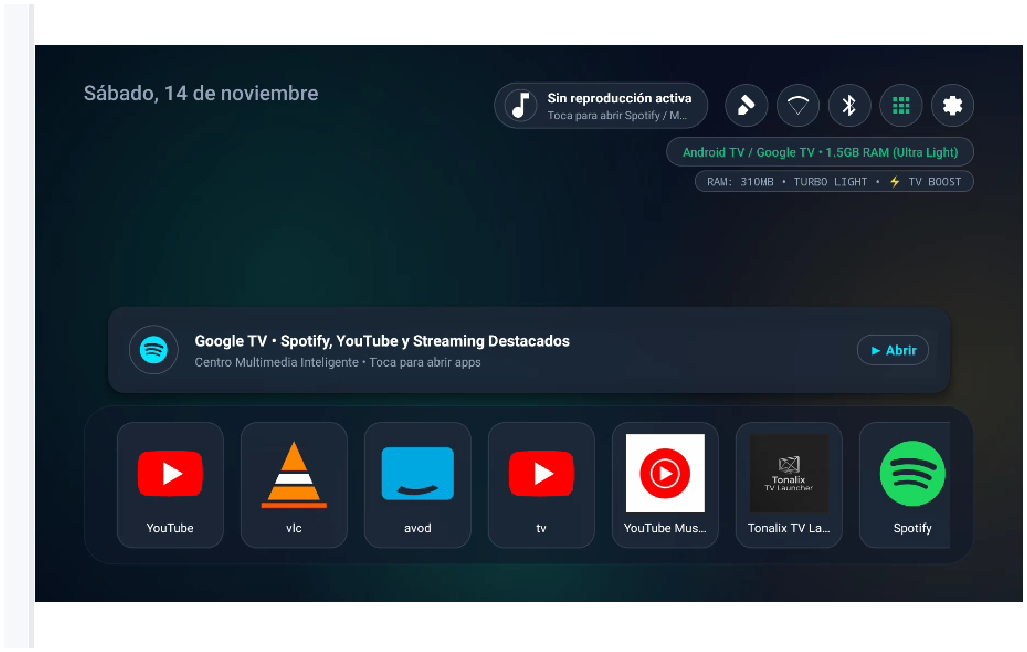 Sábado, 14 de noviembre
Sin reproducción activa
Toca para abrir Spotify / M...
Android TV / Google TV • 1.5GB RAM (Ultra Light)
RAM: 310MB • TURBO LIGHT • ⚡ TV BOOST
Google TV • Spotify, YouTube y Streaming Destacados
Centro Multimedia Inteligente • Toca para abrir apps
► Abrir
Tonalix
TV Launcher
YouTube
vlc
avod
tv
YouTube Mus...
Tonalix TV La...
Spotify